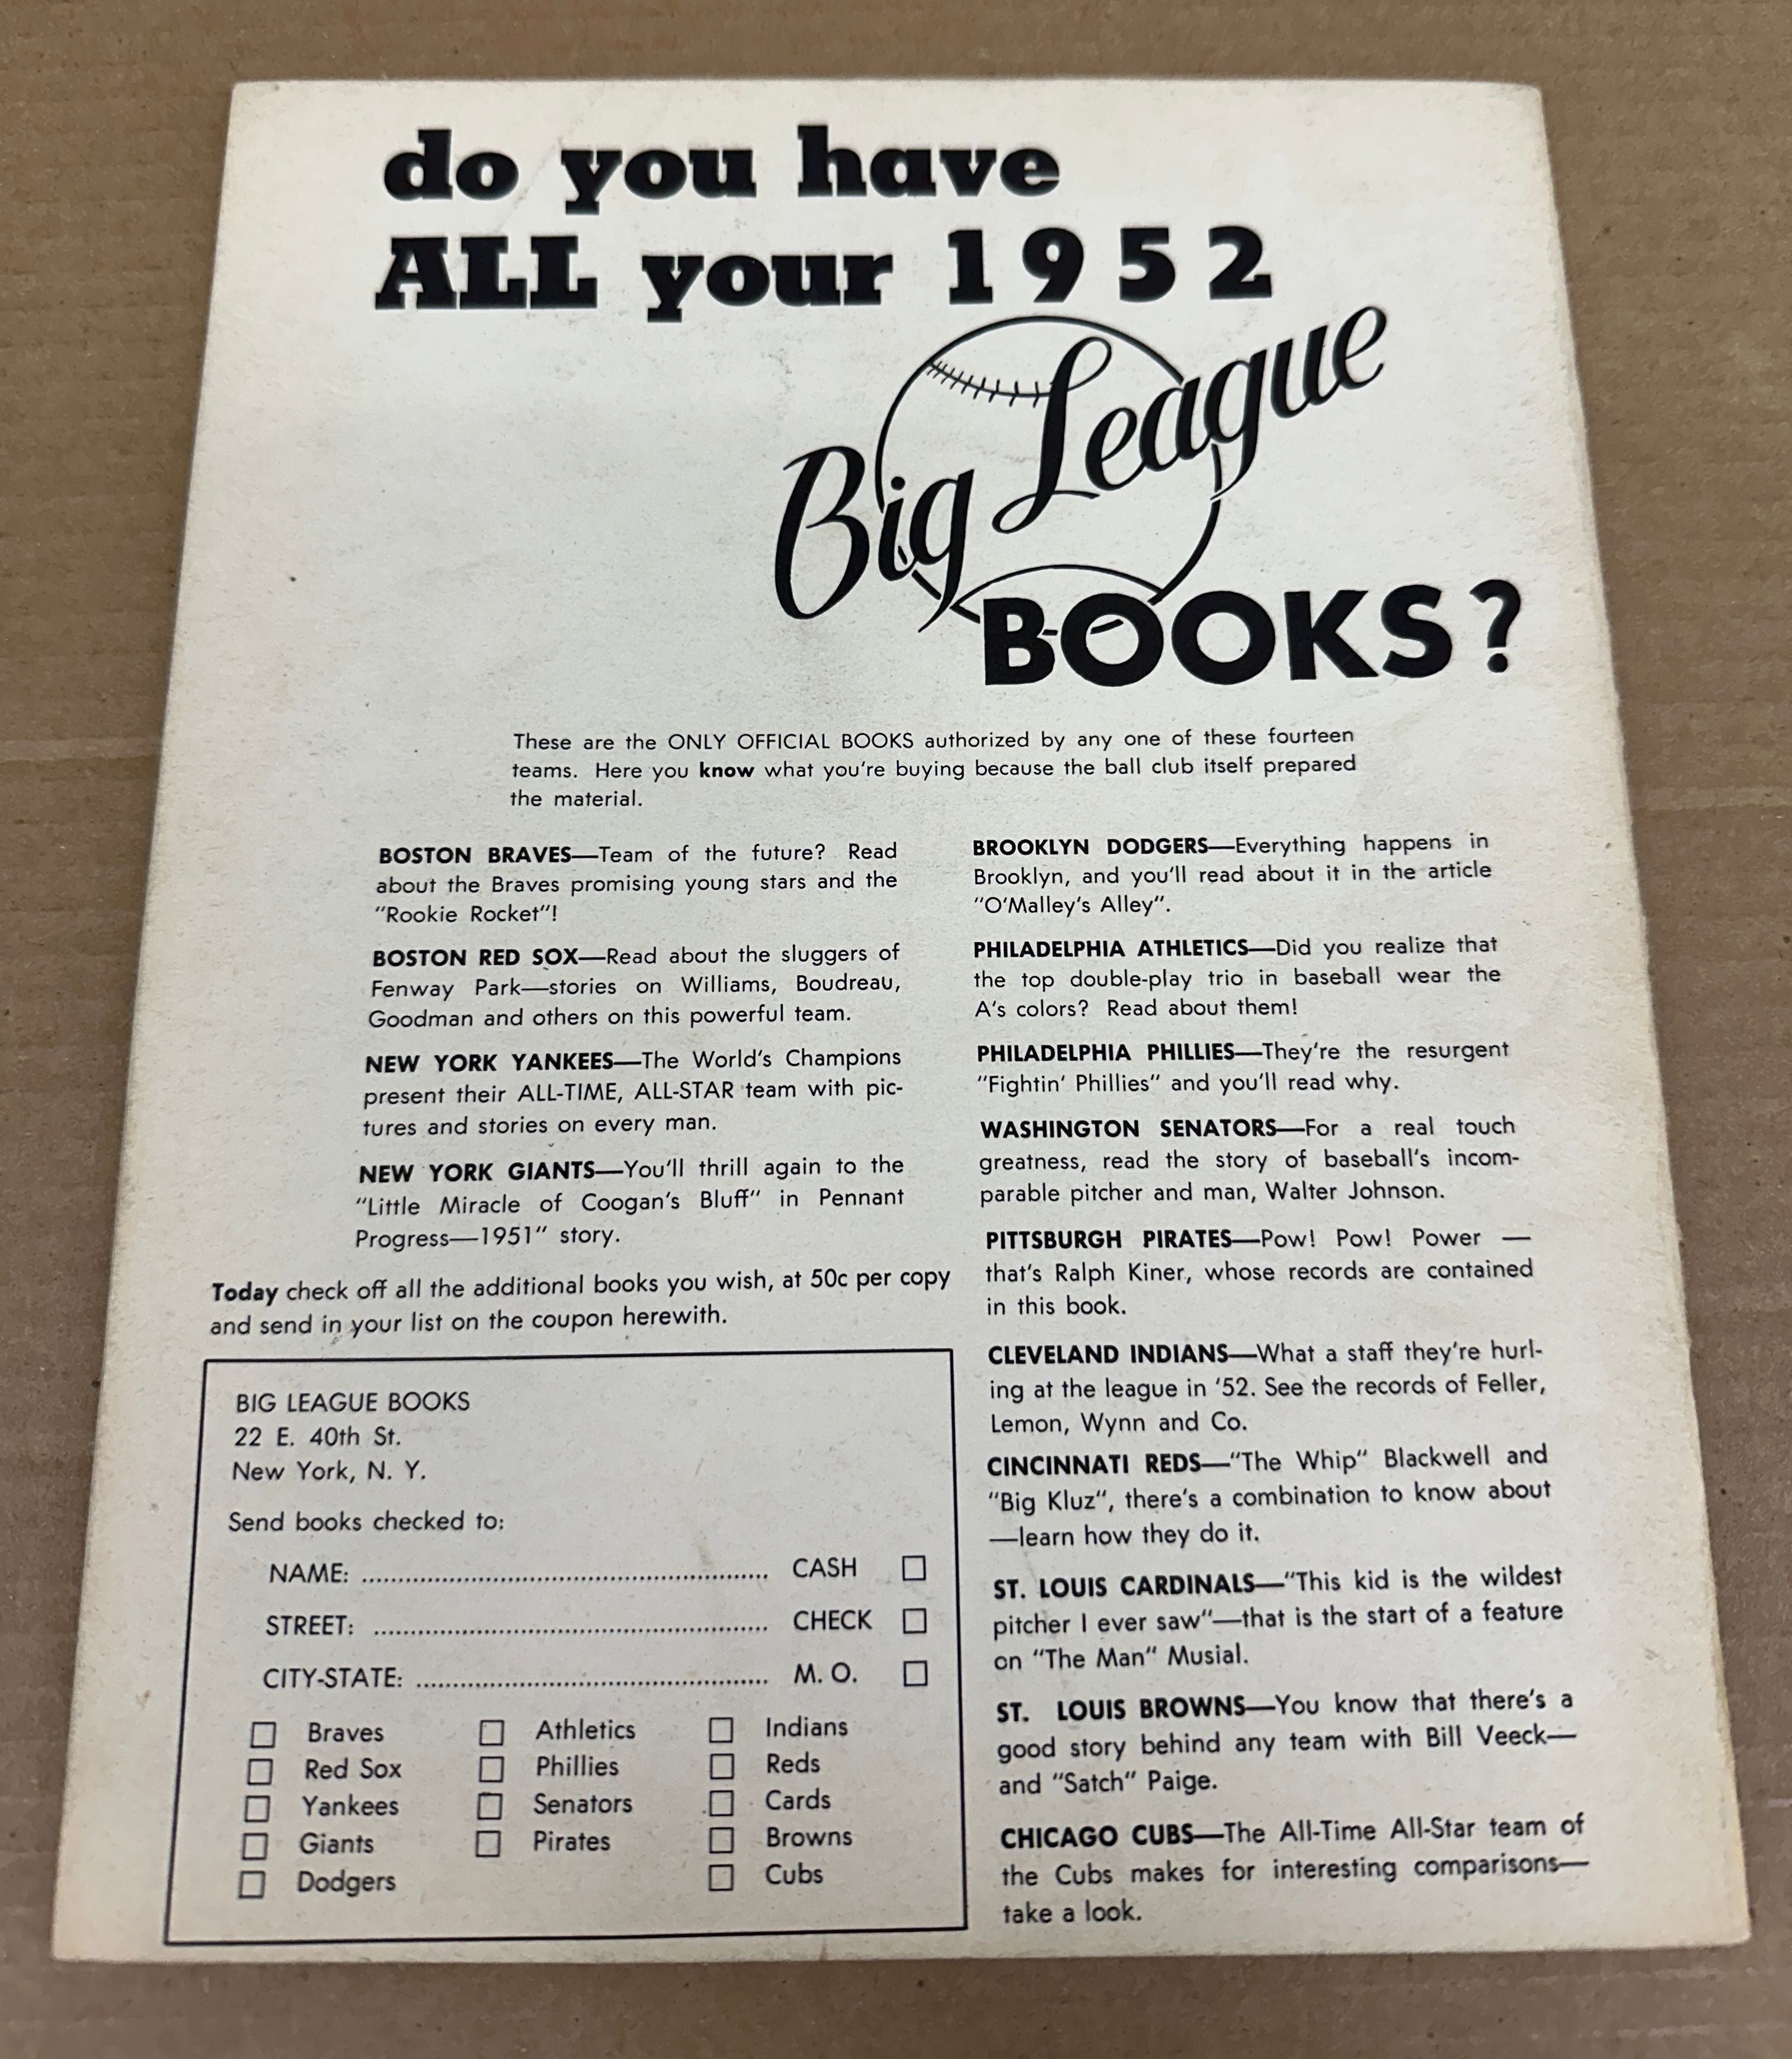 do you have
ALL your 1952
Big League
BOOKS?
These are the ONLY OFFICIAL BOOKS authorized by any one of these fourteen
teams. Here you know what you're buying because the ball club itself prepared
the material.
BOSTON BRAVES—Team of the future? Read
about the Braves promising young stars and the
"Rookie Rocket"!
BOSTON RED SOX—Read about the sluggers of
Fenway Park—stories on Williams, Boudreau,
Goodman and others on this powerful team.
NEW YORK YANKEES—The World's Champions
present their ALL-TIME, ALL-STAR team with pic-
tures and stories on every man.
NEW YORK GIANTS—You'll thrill again to the
"Little Miracle of Coogan's Bluff" in Pennant
Progress—1951" story.
Today check off all the additional books you wish, at 50c per copy
and send in your list on the coupon herewith.
BIG LEAGUE BOOKS
22 E. 40th St.
New York, N. Y.
Send books checked to:
NAME: ........................................ CASH ☐
STREET: ........................................ CHECK ☐
CITY-STATE: ........................................ M. O. ☐
☐ Braves ☐ Athletics ☐ Indians
☐ Red Sox ☐ Phillies ☐ Reds
☐ Yankees ☐ Senators ☐ Cards
☐ Giants ☐ Pirates ☐ Browns
☐ Dodgers ☐ Cubs
BROOKLYN DODGERS—Everything happens in
Brooklyn, and you'll read about it in the article
"O'Malley's Alley".
PHILADELPHIA ATHLETICS—Did you realize that
the top double-play trio in baseball wear the
A's colors? Read about them!
PHILADELPHIA PHILLIES—They're the resurgent
"Fightin' Phillies" and you'll read why.
WASHINGTON SENATORS—For a real touch
greatness, read the story of baseball's incom-
parable pitcher and man, Walter Johnson.
PITTSBURGH PIRATES—Pow! Pow! Power —
that's Ralph Kiner, whose records are contained
in this book.
CLEVELAND INDIANS—What a staff they're hurl-
ing at the league in '52. See the records of Feller,
Lemon, Wynn and Co.
CINCINNATI REDS—"The Whip" Blackwell and
"Big Kluz", there's a combination to know about
—learn how they do it.
ST. LOUIS CARDINALS—"This kid is the wildest
pitcher I ever saw"—that is the start of a feature
on "The Man" Musial.
ST. LOUIS BROWNS—You know that there's a
good story behind any team with Bill Veeck—
and "Satch" Paige.
CHICAGO CUBS—The All-Time All-Star team of
the Cubs makes for interesting comparisons—
take a look.